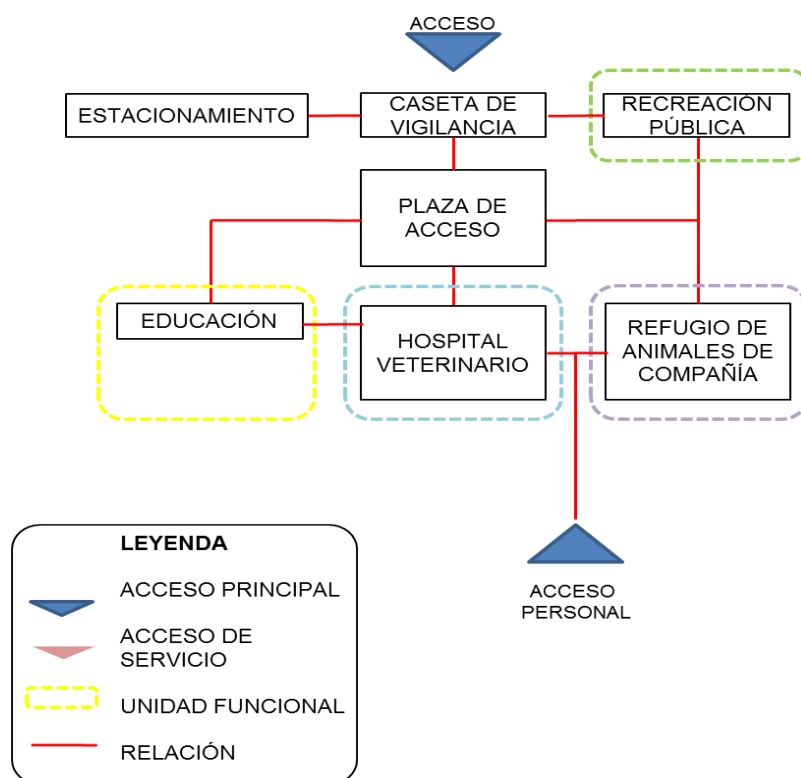 ACCESO
ESTACIONAMIENTO
CASETA DE
VIGILANCIA
RECREACIÓN
PÚBLICA
PLAZA DE
ACCESO
EDUCACIÓN
HOSPITAL
VETERINARIO
REFUGIO DE
ANIMALES DE
COMPAÑÍA
ACCESO
PERSONAL
LEYENDA
ACCESO PRINCIPAL
ACCESO DE
SERVICIO
UNIDAD FUNCIONAL
RELACIÓN